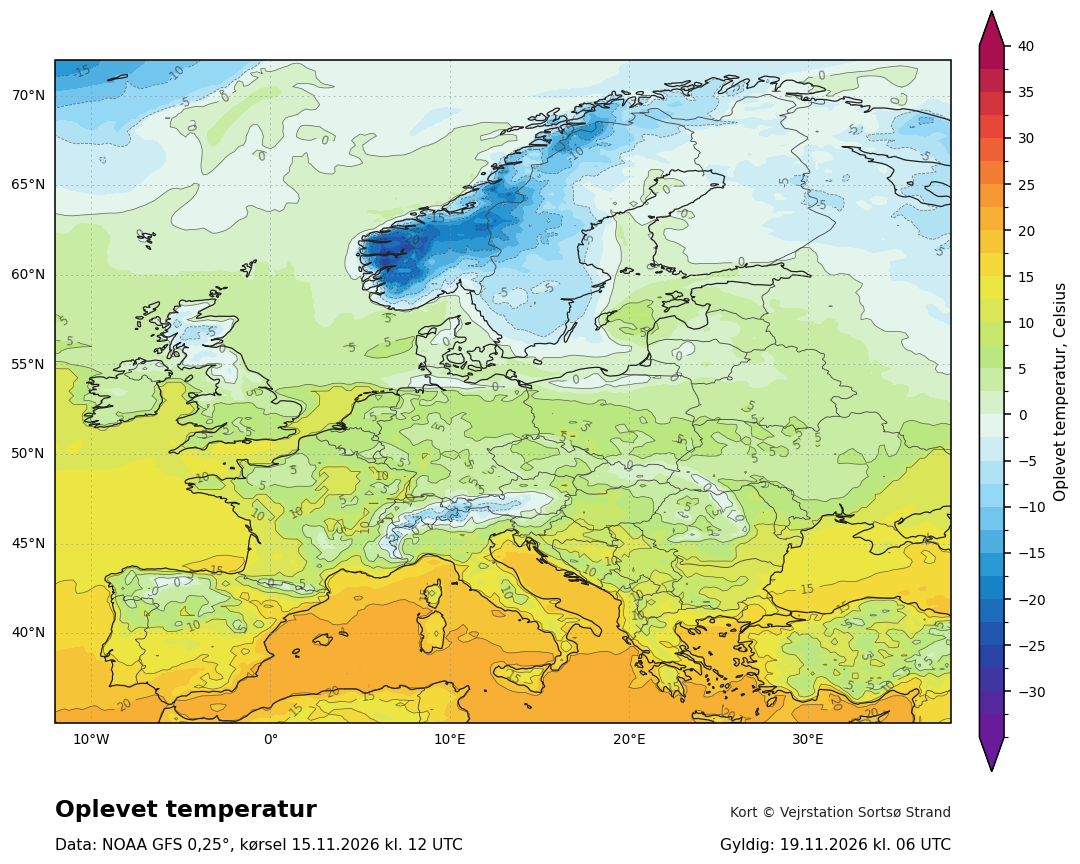 40
35
30
25
20
15
10
5
0
−5
−10
−15
−20
−25
−30
Oplevet temperatur, Celsius
70°N
65°N
60°N
55°N
50°N
45°N
40°N
10°W
0°
10°E
20°E
30°E
Oplevet temperatur
Kort © Vejrstation Sortsø Strand
Data: NOAA GFS 0,25°, kørsel 15.11.2026 kl. 12 UTC
Gyldig: 19.11.2026 kl. 06 UTC